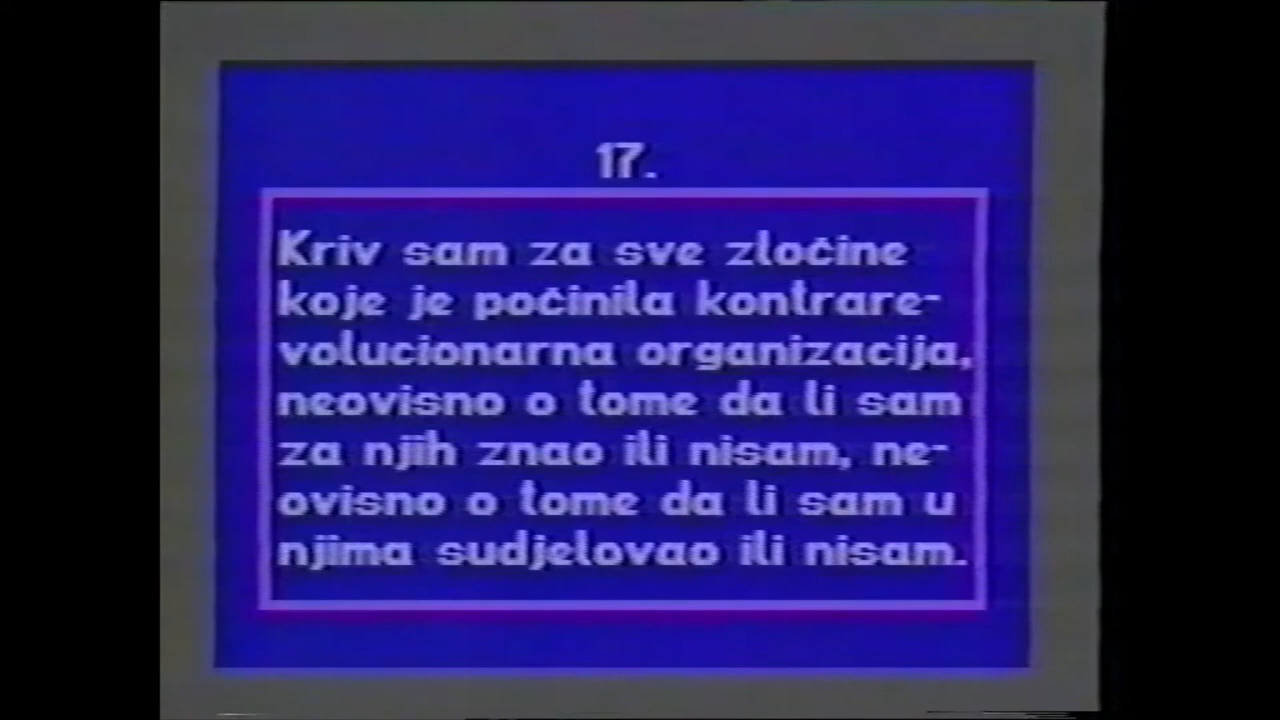 17.
Kriv sam za sve zločine
koje je počinila kontrare-
volucionarna organizacija,
neovisno o tome da li sam
za njih znao ili nisam, ne-
ovisno o tome da li sam u
njima sudjelovao ili nisam.